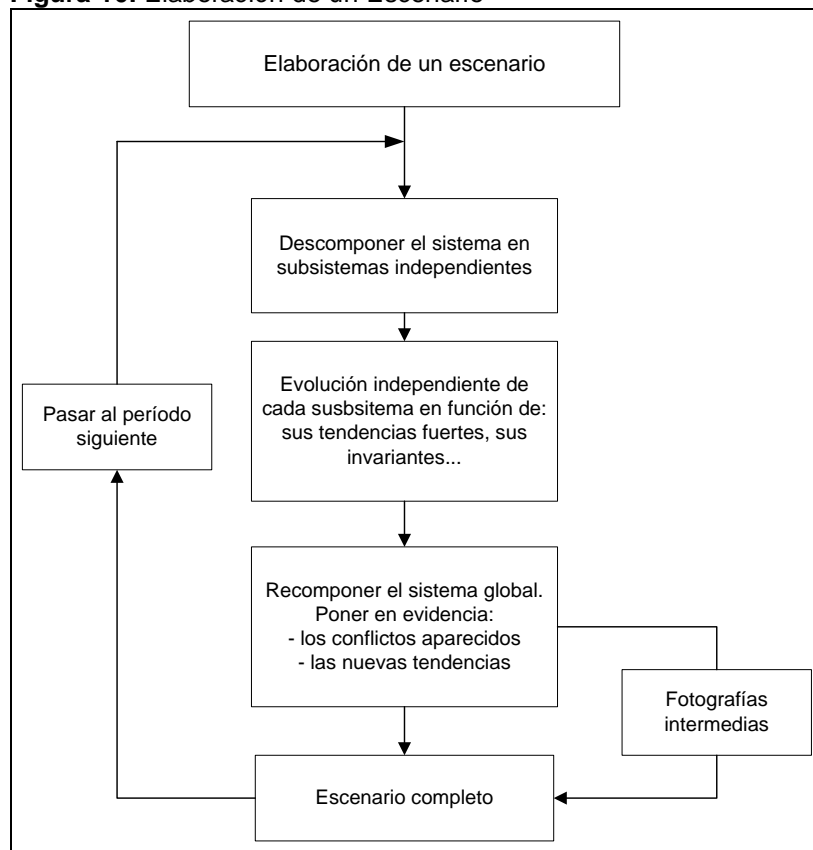 Figura Elaboración de un Escenario
Elaboración de un escenario
Descomponer el sistema en
subsistemas independientes
Evolución independiente de
cada susbsitema en función de:
sus tendencias fuertes, sus
invariantes...
Pasar al período
siguiente
Recomponer el sistema global.
Poner en evidencia:
- los conflictos aparecidos
- las nuevas tendencias
Fotografías
intermedias
Escenario completo